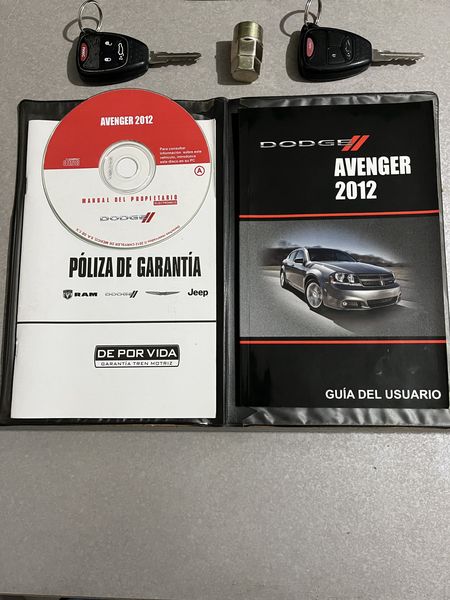 AVENGER 2012
Para consultar
información sobre este
vehículo, introduzca
este disco en su PC
A
MANUAL DEL PROPIETARIO
DODGE
PÓLIZA DE GARANTÍA
RAM DODGE Jeep
DE POR VIDA
GARANTÍA TREN MOTRIZ
DODGE
AVENGER
2012
GUÍA DEL USUARIO